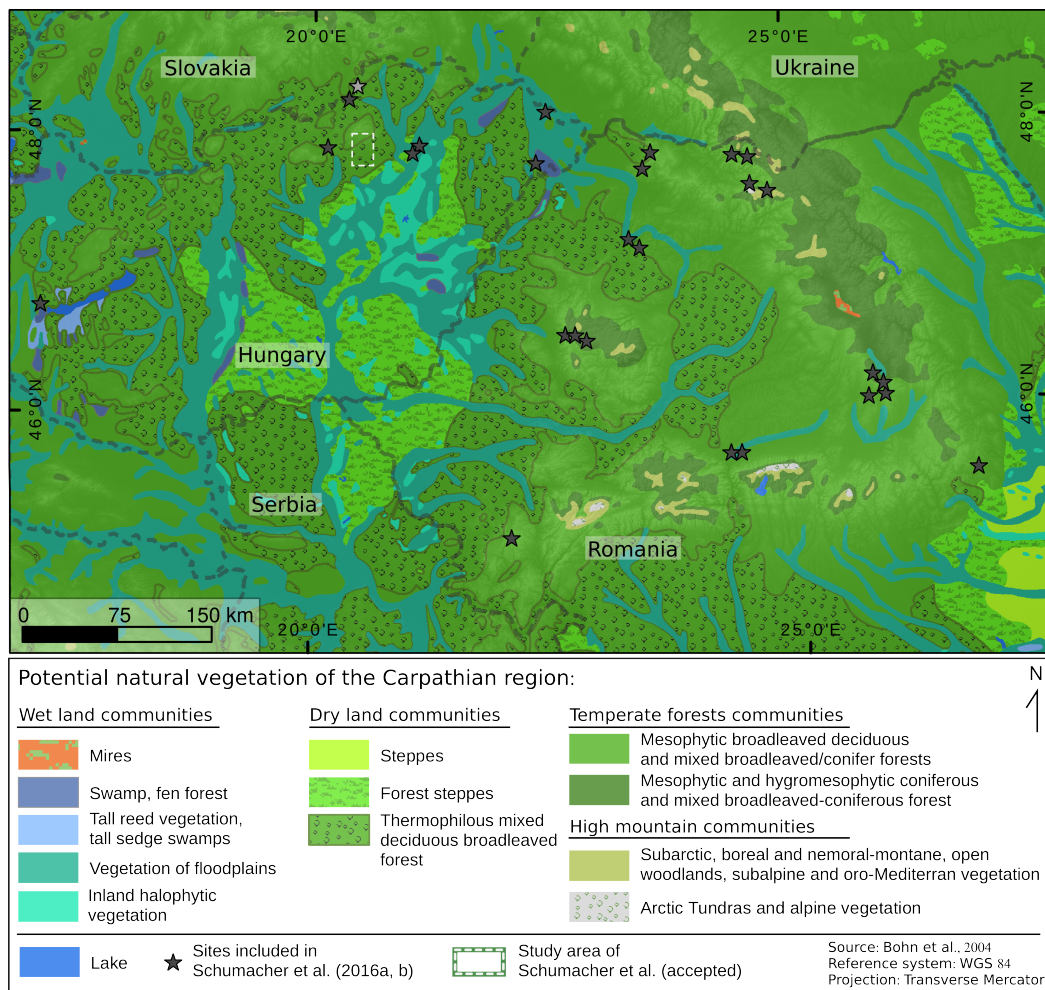 20°0'E
25°0'E
Slovakia
Ukraine
48°0'N
48°0'N
Hungary
46°0'N
46°0'N
Serbia
Romania
0 75 150 km
20°0'E
25°0'E
Potential natural vegetation of the Carpathian region:
N
Wet land communities
Mires
Swamp, fen forest
Tall reed vegetation,
tall sedge swamps
Vegetation of floodplains
Inland halophytic
vegetation
Dry land communities
Steppes
Forest steppes
Thermophilous mixed
deciduous broadleaved
forest
Temperate forests communities
Mesophytic broadleaved deciduous
and mixed broadleaved/conifer forests
Mesophytic and hygromesophytic coniferous
and mixed broadleaved-coniferous forest
High mountain communities
Subarctic, boreal and nemoral-montane, open
woodlands, subalpine and oro-Mediterran vegetation
Arctic Tundras and alpine vegetation
Lake
Sites included in
Schumacher et al. (2016a, b)
Study area of
Schumacher et al. (accepted)
Source: Bohn et al., 2004
Reference system: WGS 84
Projection: Transverse Mercator